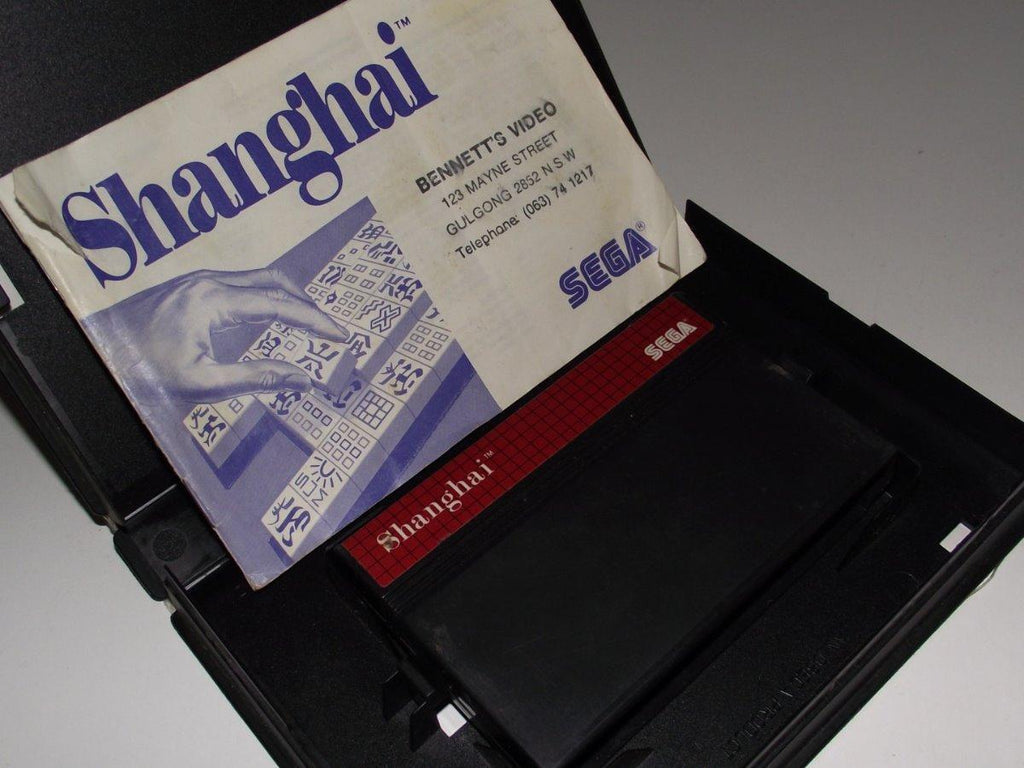 Shanghai™
BENNETT'S VIDEO
123 MAYNE STREET
GULGONG 2852 N S W
Telephone: (063) 74 1217
SEGA®
Shanghai™
SEGA